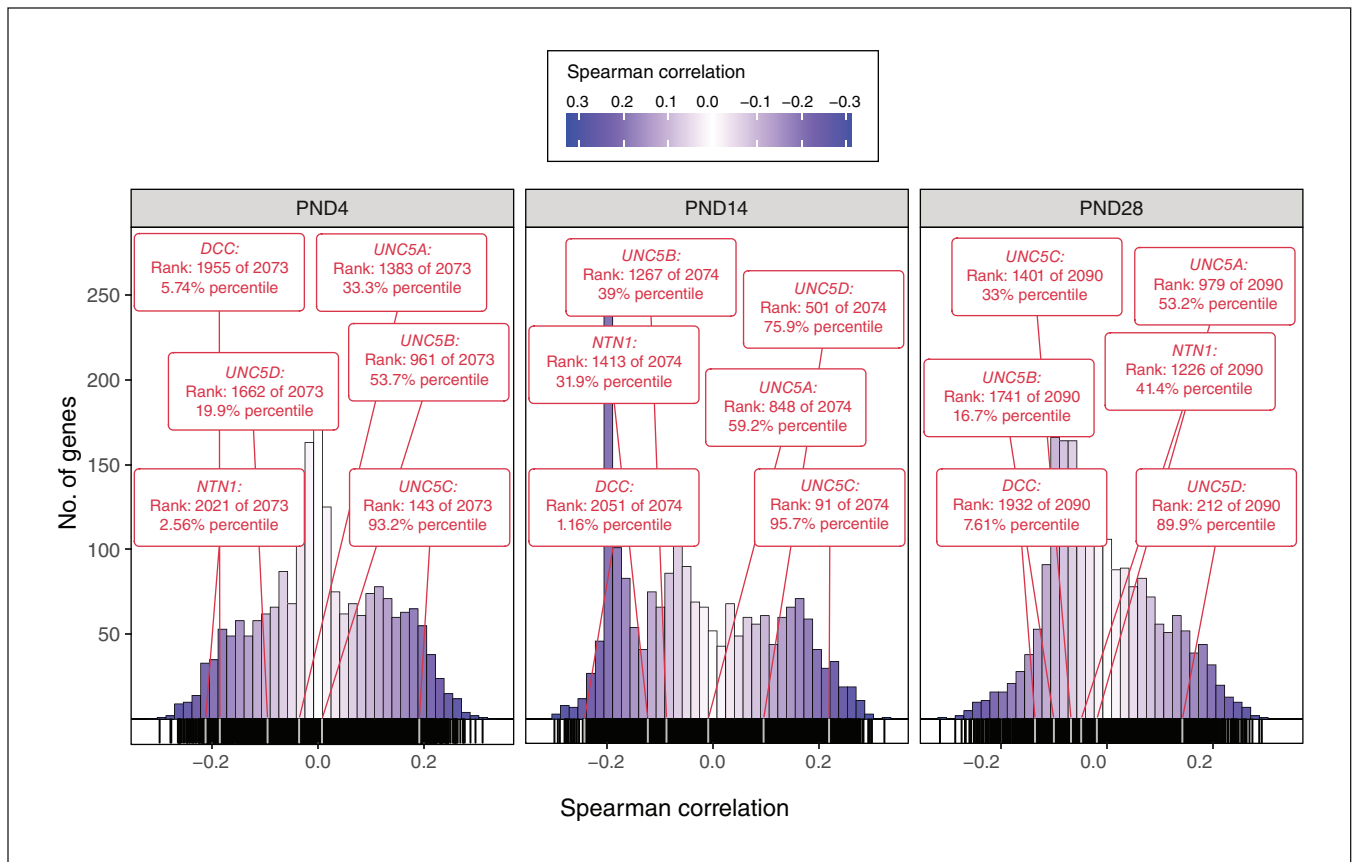 Spearman correlation
0.3 0.2 0.1 0.0 −0.1 −0.2 −0.3
PND4
PND14
PND28
No. of genes
250
200
150
100
50
DCC:
Rank: 1955 of 2073
5.74% percentile
UNC5A:
Rank: 1383 of 2073
33.3% percentile
UNC5B:
Rank: 961 of 2073
53.7% percentile
UNC5D:
Rank: 1662 of 2073
19.9% percentile
NTN1:
Rank: 2021 of 2073
2.56% percentile
UNC5C:
Rank: 143 of 2073
93.2% percentile
UNC5B:
Rank: 1267 of 2074
39% percentile
UNC5D:
Rank: 501 of 2074
75.9% percentile
NTN1:
Rank: 1413 of 2074
31.9% percentile
UNC5A:
Rank: 848 of 2074
59.2% percentile
DCC:
Rank: 2051 of 2074
1.16% percentile
UNC5C:
Rank: 91 of 2074
95.7% percentile
UNC5C:
Rank: 1401 of 2090
33% percentile
UNC5A:
Rank: 979 of 2090
53.2% percentile
NTN1:
Rank: 1226 of 2090
41.4% percentile
UNC5B:
Rank: 1741 of 2090
16.7% percentile
DCC:
Rank: 1932 of 2090
7.61% percentile
UNC5D:
Rank: 212 of 2090
89.9% percentile
−0.2 0.0 0.2
−0.2 0.0 0.2
−0.2 0.0 0.2
Spearman correlation